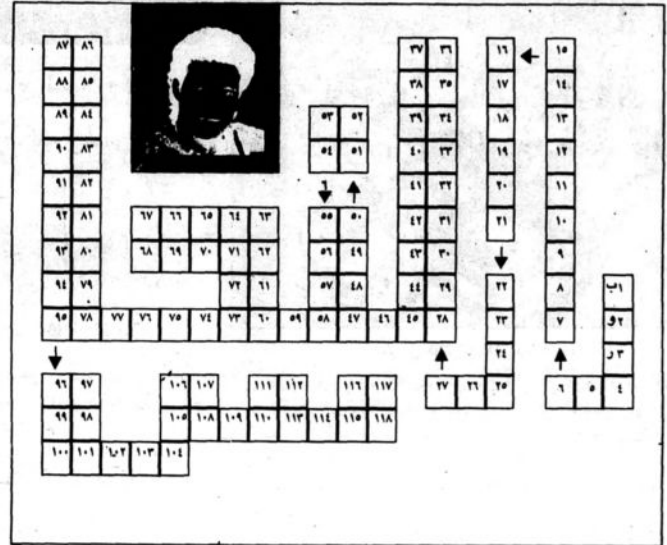 ١٥ ١٦ ٣٦ ٣٧ ٨٦ ٨٧
١٤ ١٧ ٣٥ ٣٨ ٨٥ ٨٨
١٣ ١٨ ٣٤ ٣٩ ٥٢ ٥٣ ٨٤ ٨٩
١٢ ١٩ ٣٣ ٤٠ ٥١ ٥٤ ٨٣ ٩٠
١١ ٢٠ ٣٢ ٤١ ٨٢ ٩١
١٠ ٢١ ٣١ ٤٢ ٥٠ ٥٥ ٦٣ ٦٤ ٦٥ ٦٦ ٦٧ ٨١ ٩٢
٩ ٣٠ ٤٣ ٤٩ ٥٦ ٦٢ ٧١ ٧٠ ٦٩ ٦٨ ٨٠ ٩٣
١ب ٨ ٢٢ ٢٩ ٤٤ ٤٨ ٥٧ ٦١ ٧٢ ٧٩ ٩٤
٢و ٧ ٢٣ ٢٨ ٤٥ ٤٦ ٤٧ ٥٨ ٥٩ ٦٠ ٧٣ ٧٤ ٧٥ ٧٦ ٧٧ ٧٨ ٩٥
٣ر ٢٤
٤ ٥ ٦ ٢٥ ٢٦ ٢٧ ١١٧ ١١٦ ١١٢ ١١١ ١٠٧ ١٠٦ ٩٧ ٩٦
١١٨ ١١٥ ١١٤ ١١٣ ١١٠ ١٠٩ ١٠٨ ١٠٥ ٩٨ ٩٩
١٠٤ ١٠٣ ١٠٢ ١٠١ ١٠٠